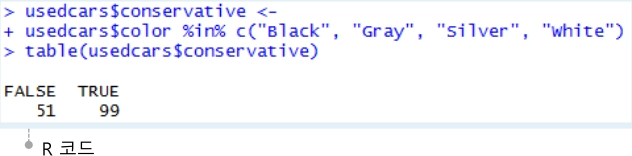 > usedcars$conservative <-
+ usedcars$color %in% c("Black", "Gray", "Silver", "White")
> table(usedcars$conservative)
FALSE TRUE
51 99
R 코드